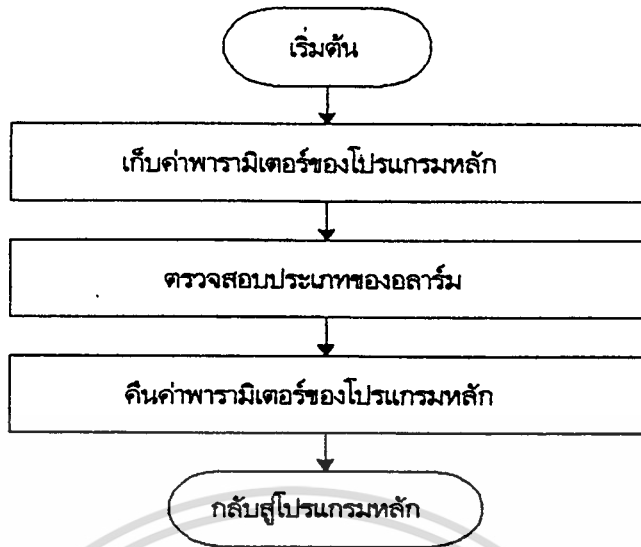 เริ่มต้น
เก็บค่าพารามิเตอร์ของโปรแกรมหลัก
ตรวจสอบประเภทของอลาร์ม
คืนค่าพารามิเตอร์ของโปรแกรมหลัก
กลับสู่โปรแกรมหลัก